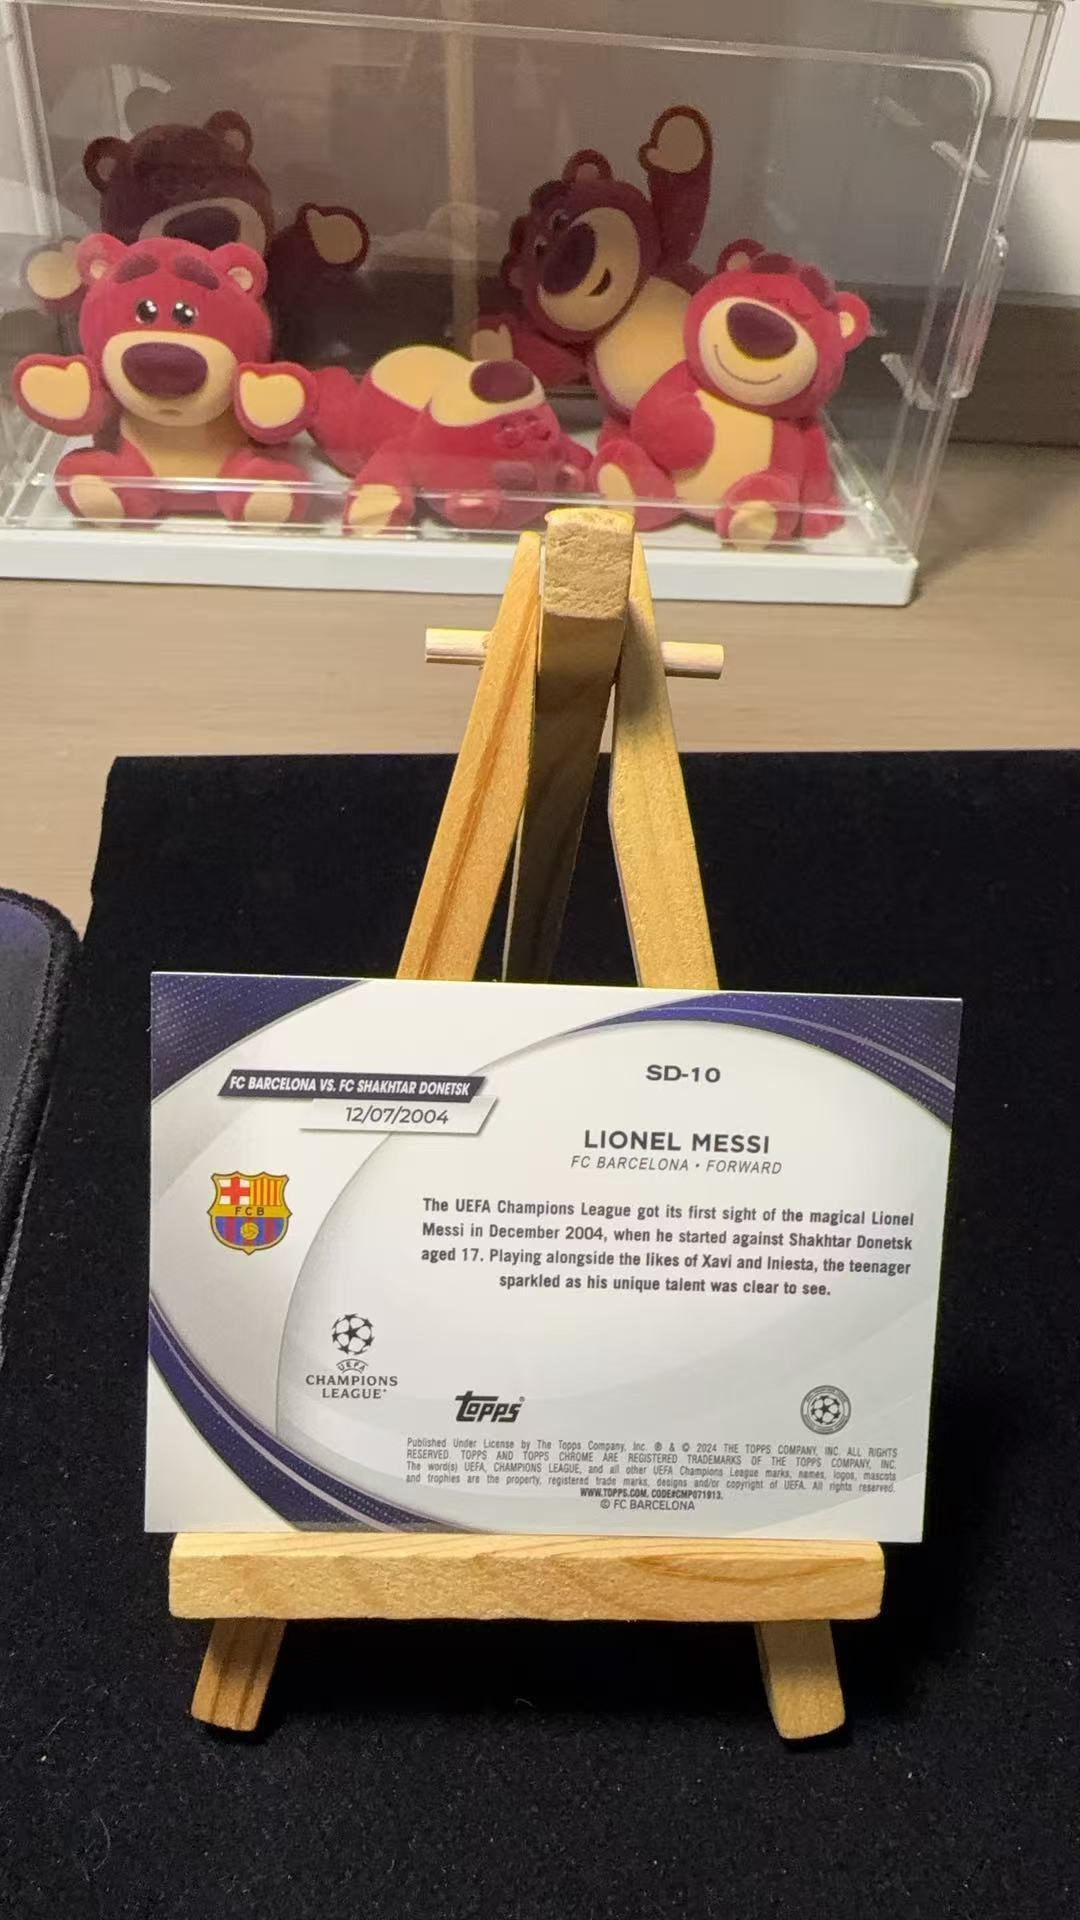 FC BARCELONA VS. FC SHAKHTAR DONETSK
12/07/2004
FCB
SD-10
LIONEL MESSI
FC BARCELONA • FORWARD
The UEFA Champions League got its first sight of the magical Lionel
Messi in December 2004, when he started against Shakhtar Donetsk
aged 17. Playing alongside the likes of Xavi and Iniesta, the teenager
sparkled as his unique talent was clear to see.
UEFA
CHAMPIONS
LEAGUE
topps
Published Under License by The Topps Company, Inc. ® & © 2024 THE TOPPS COMPANY, INC. ALL RIGHTS
RESERVED. TOPPS AND TOPPS CHROME ARE REGISTERED TRADEMARKS OF THE TOPPS COMPANY, INC.
The word(s) UEFA, CHAMPIONS LEAGUE, and all other UEFA Champions League marks, names, logos, mascots
and trophies are the property, registered trade marks, designs and/or copyright of UEFA. All rights reserved.
WWW.TOPPS.COM. CODE#CMP071913.
© FC BARCELONA